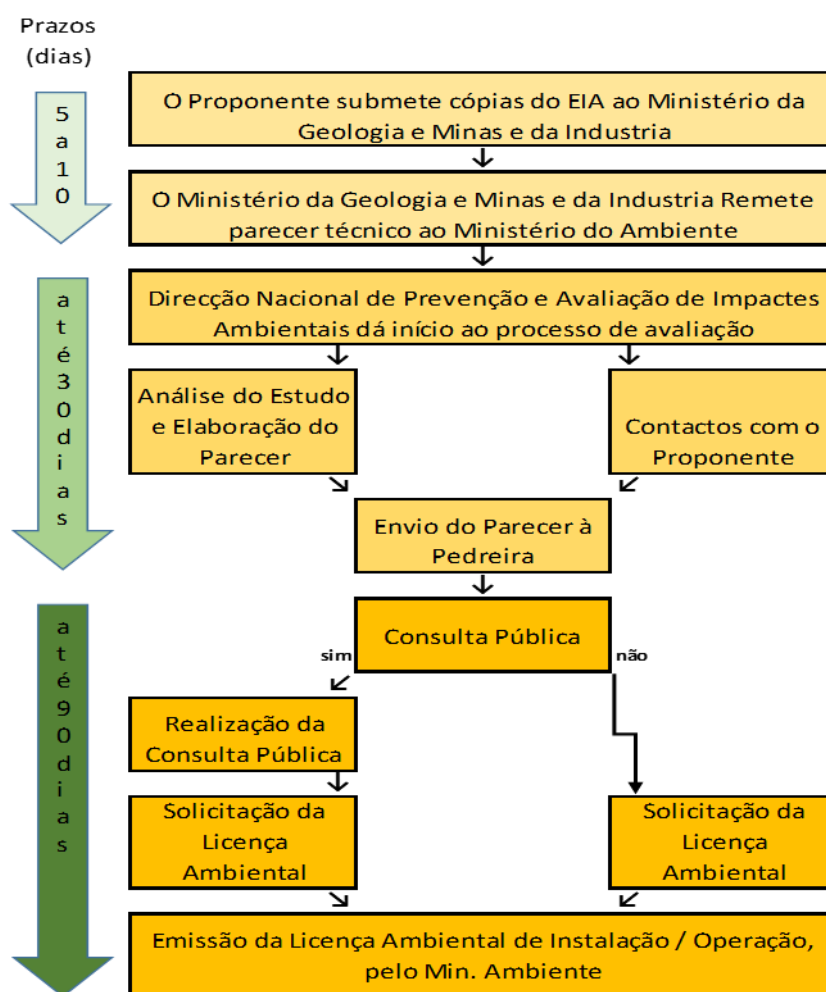 Prazos
(dias)
5
a
1
0
O Proponente submete cópias do EIA ao Ministério da
Geologia e Minas e da Industria
O Ministério da Geologia e Minas e da Industria Remete
parecer técnico ao Ministério do Ambiente
a
t
é
3
0
d
i
a
s
Direcção Nacional de Prevenção e Avaliação de Impactes
Ambientais dá início ao processo de avaliação
Análise do Estudo
e Elaboração do
Parecer
Contactos com o
Proponente
Envio do Parecer à
Pedreira
a
t
é
9
0
d
i
a
s
Consulta Pública
sim
não
Realização da
Consulta Pública
Solicitação da
Licença
Ambiental
Solicitação da
Licença
Ambiental
Emissão da Licença Ambiental de Instalação / Operação,
pelo Min. Ambiente